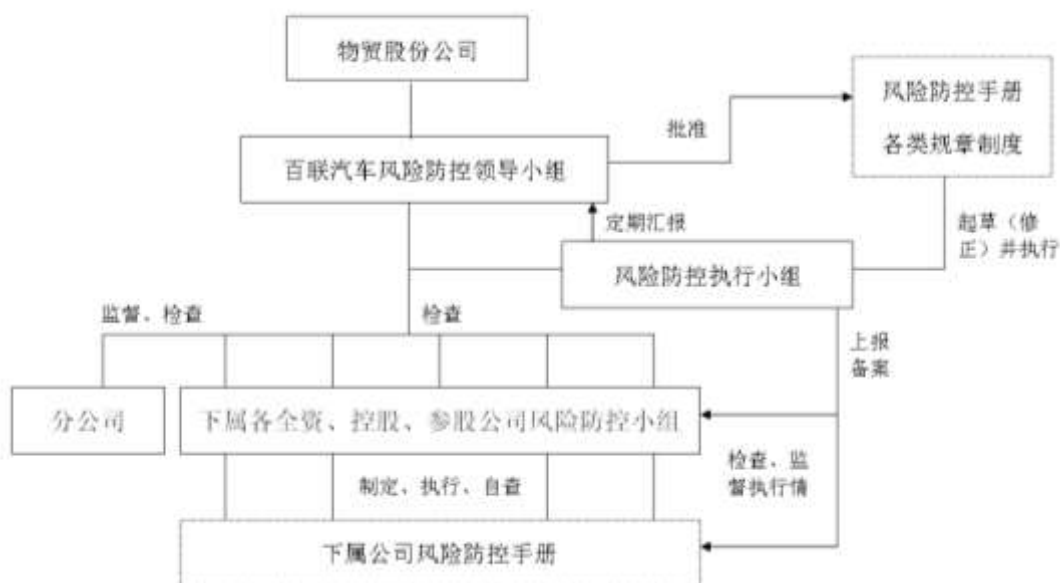 物贸股份公司
风险防控手册
各类规章制度
批准
百联汽车风险防控领导小组
定期汇报
起草（修
正）并执行
风险防控执行小组
监督、检查
检查
上报
备案
分公司
下属各全资、控股、参股公司风险防控小组
检查、监
督执行情
制定、执行、自查
下属公司风险防控手册